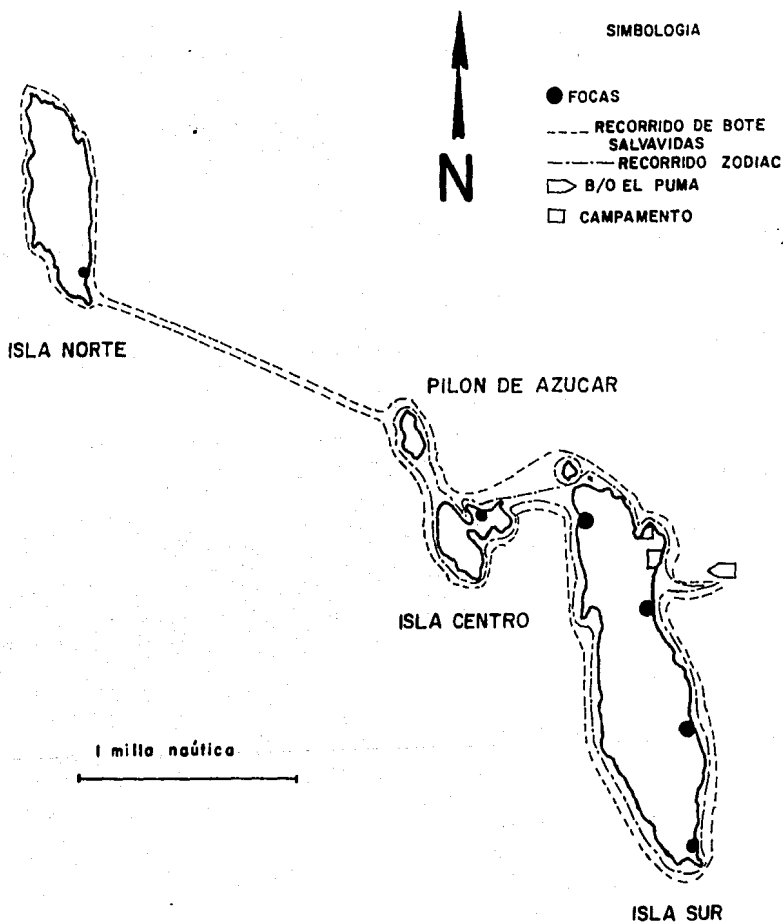 SIMBOLOGIA
FOCAS
RECORRIDO DE BOTE
SALVAVIDAS
RECORRIDO ZODIAC
B/O EL PUMA
CAMPAMENTO
N
ISLA NORTE
PILON DE AZUCAR
ISLA CENTRO
1 milla naútica
ISLA SUR